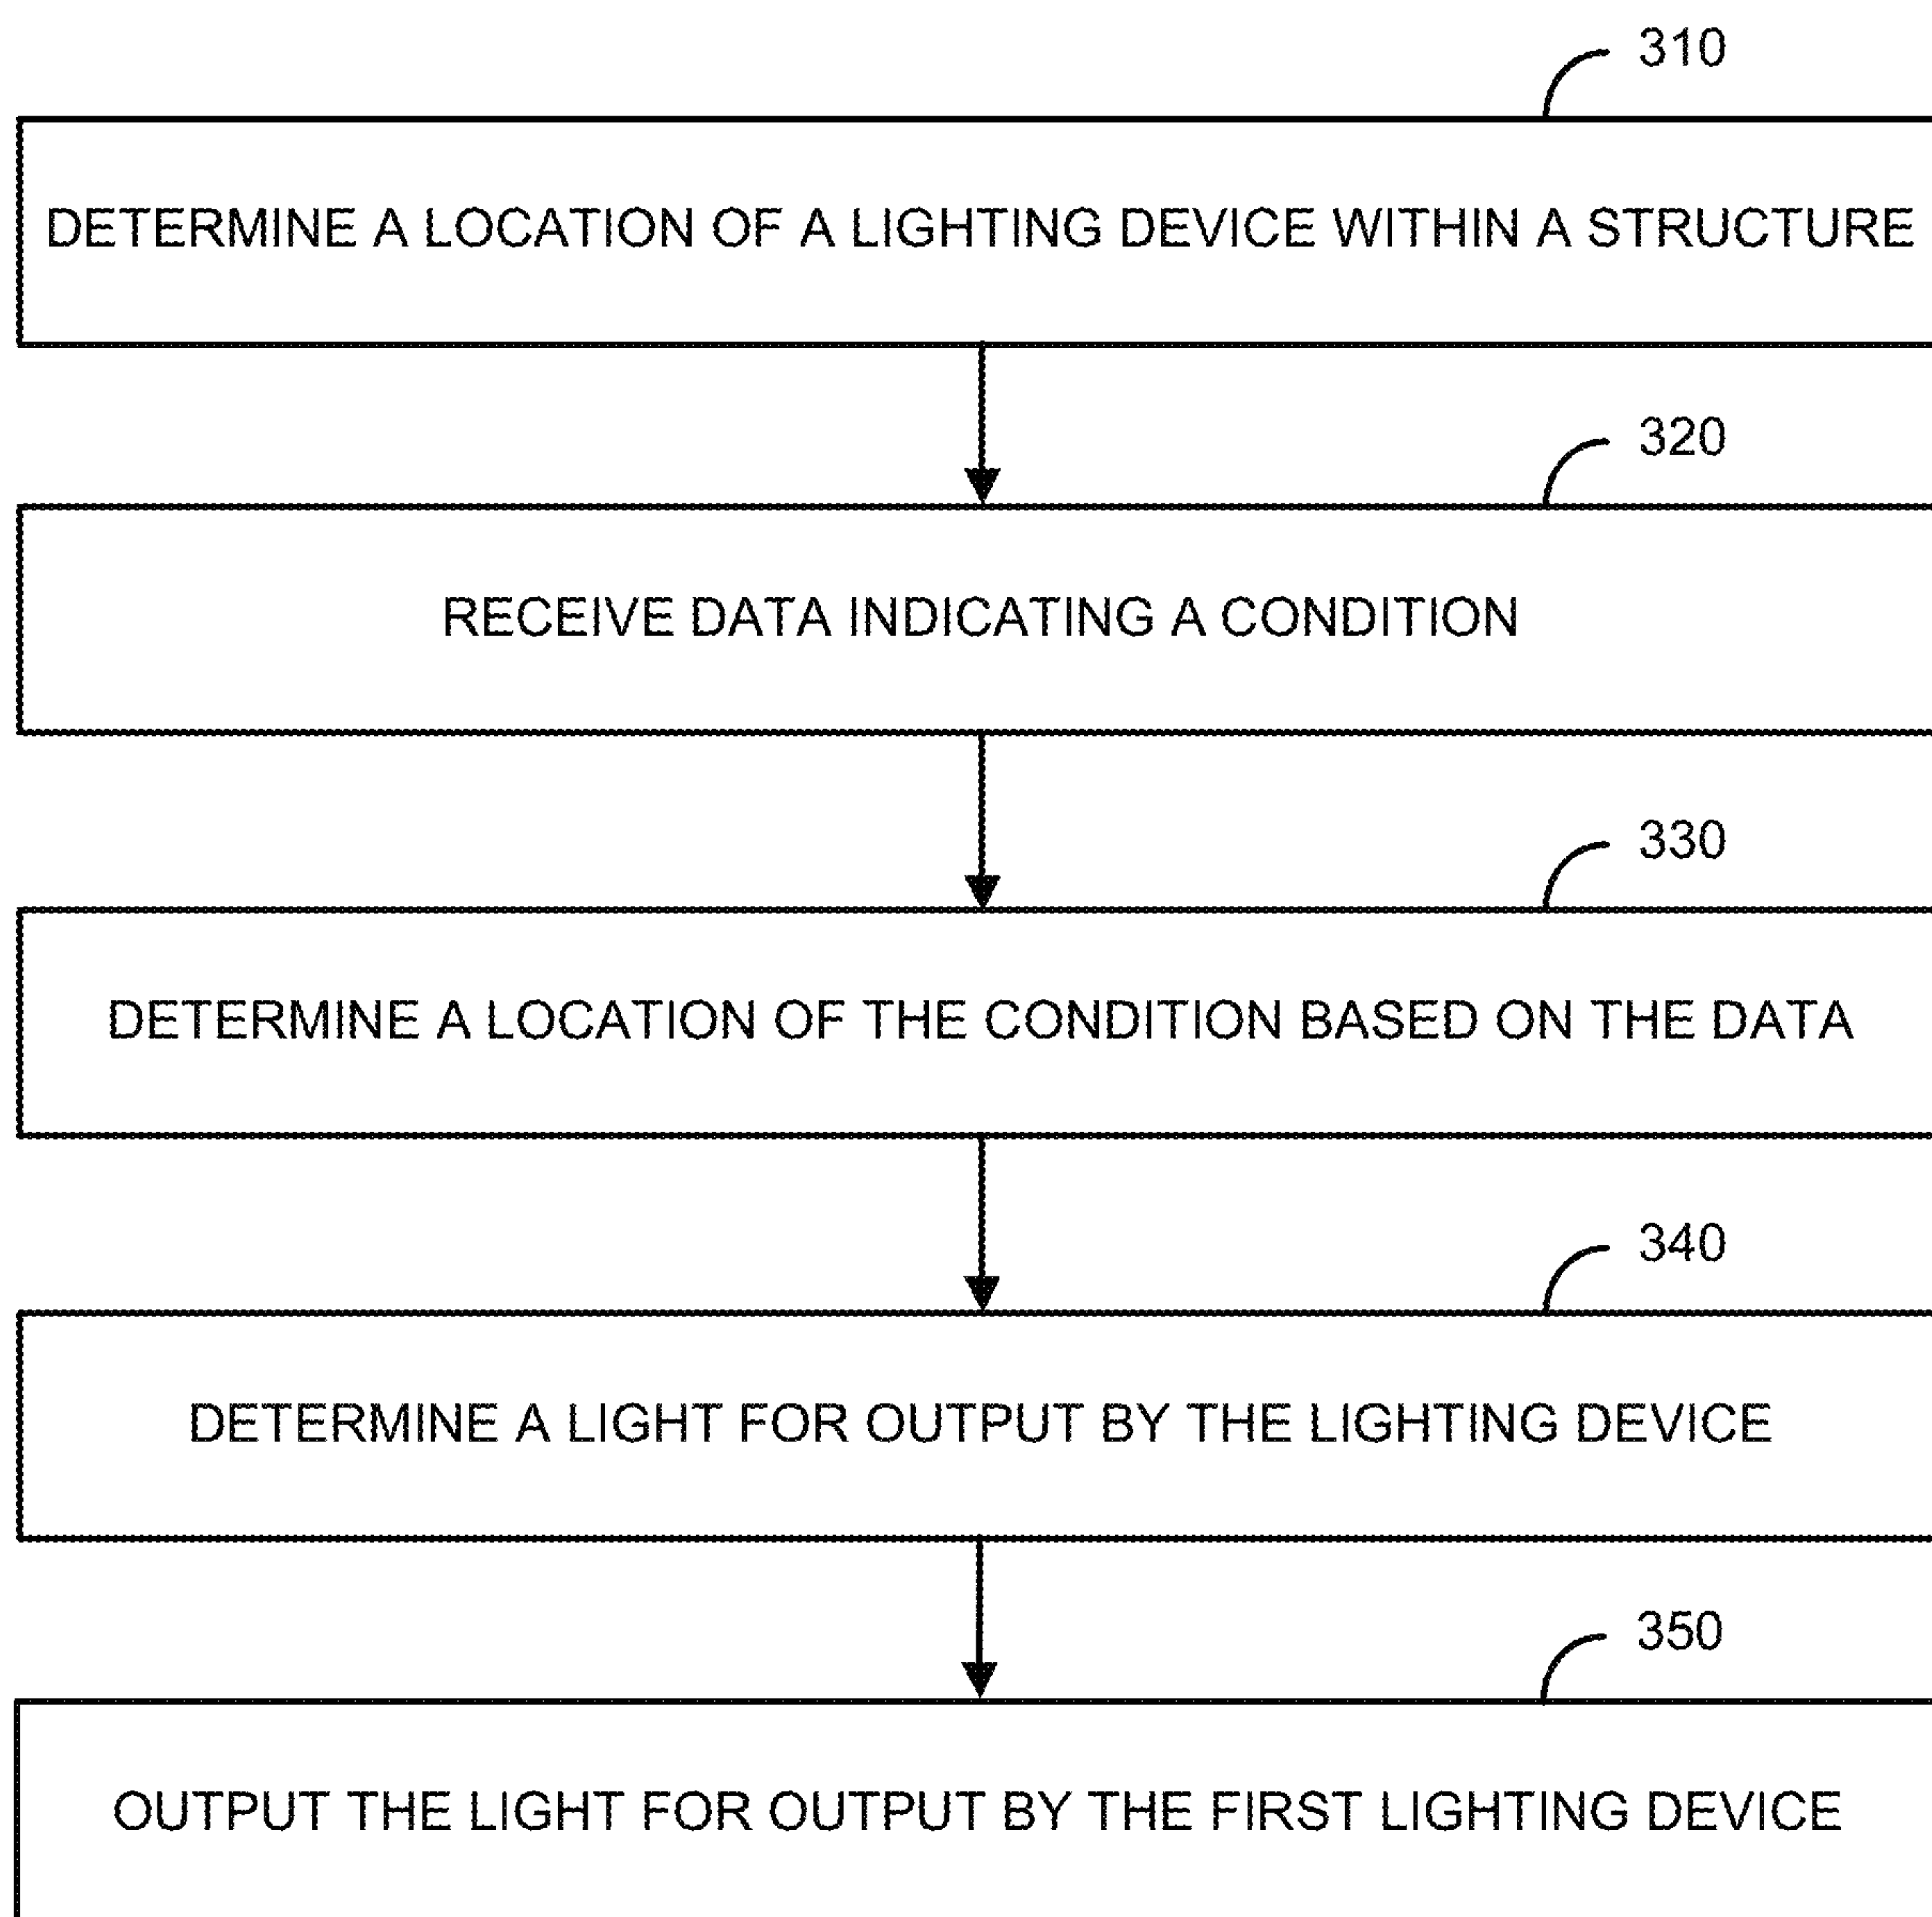 310
DETERMINE A LOCATION OF A LIGHTING DEVICE WITHIN A STRUCTURE
320
RECEIVE DATA INDICATING A CONDITION
330
DETERMINE A LOCATION OF THE CONDITION BASED ON THE DATA
340
DETERMINE A LIGHT FOR OUTPUT BY THE LIGHTING DEVICE
350
OUTPUT THE LIGHT FOR OUTPUT BY THE FIRST LIGHTING DEVICE